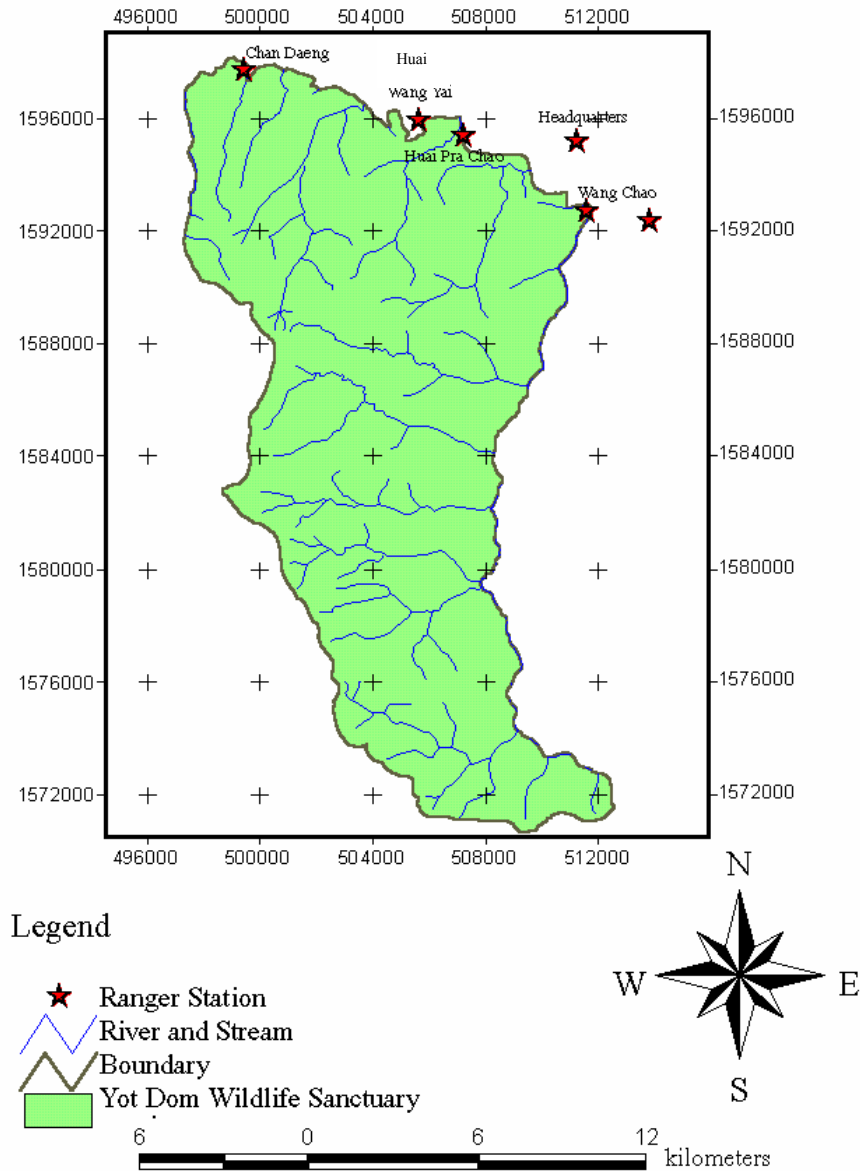 496000 500000 504000 508000 512000
Chan Daeng
Huai
Wang Yai
1596000
Headquarters
1596000
Huai Pra Chao
Wang Chao
1592000
1592000
1588000
1588000
1584000
1584000
1580000
1580000
1576000
1576000
1572000
1572000
496000 500000 504000 508000 512000
N
W
E
S
Legend
Ranger Station
River and Stream
Boundary
Yot Dom Wildlife Sanctuary
6 0 6 12
kilometers